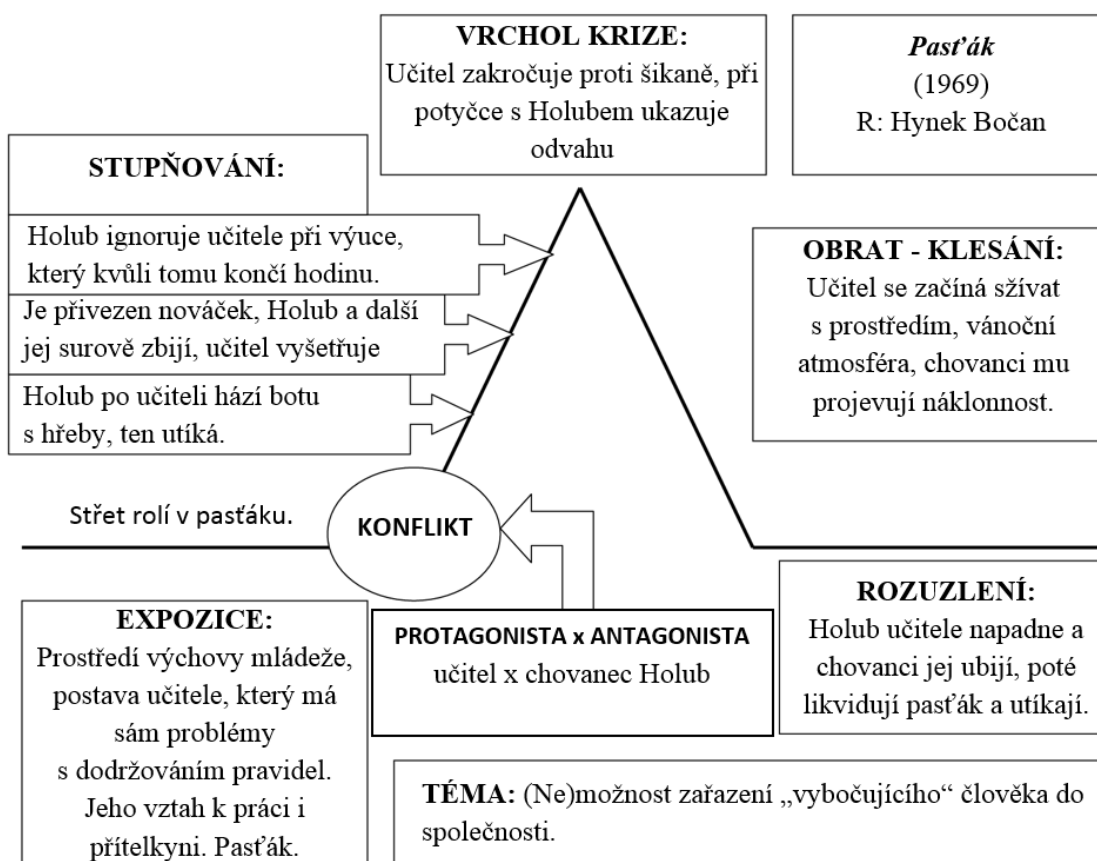 VRCHOL KRIZE:
Učitel zakročuje proti šikaně, při
potyčce s Holubem ukazuje
odvahu
Pasťák
(1969)
R: Hynek Bočan
STUPŇOVÁNÍ:
Holub ignoruje učitele při výuce,
který kvůli tomu končí hodinu.
Je přivezen nováček, Holub a další
jej surově zbijí, učitel vyšetřuje
Holub po učiteli hází botu
s hřeby, ten utíká.
OBRAT - KLESÁNÍ:
Učitel se začíná sžívat
s prostředím, vánoční
atmosféra, chovanci mu
projevují náklonnost.
Střet rolí v pasťáku.
KONFLIKT
EXPOZICE:
Prostředí výchovy mládeže,
postava učitele, který má
sám problémy
s dodržováním pravidel.
Jeho vztah k práci i
přítelkyni. Pasťák.
PROTAGONISTA x ANTAGONISTA
učitel x chovanec Holub
ROZUZLENÍ:
Holub učitele napadne a
chovanci jej ubijí, poté
likvidují pasťák a utíkají.
TÉMA: (Ne)možnost zařazení „vybočujícího“ člověka do
společnosti.